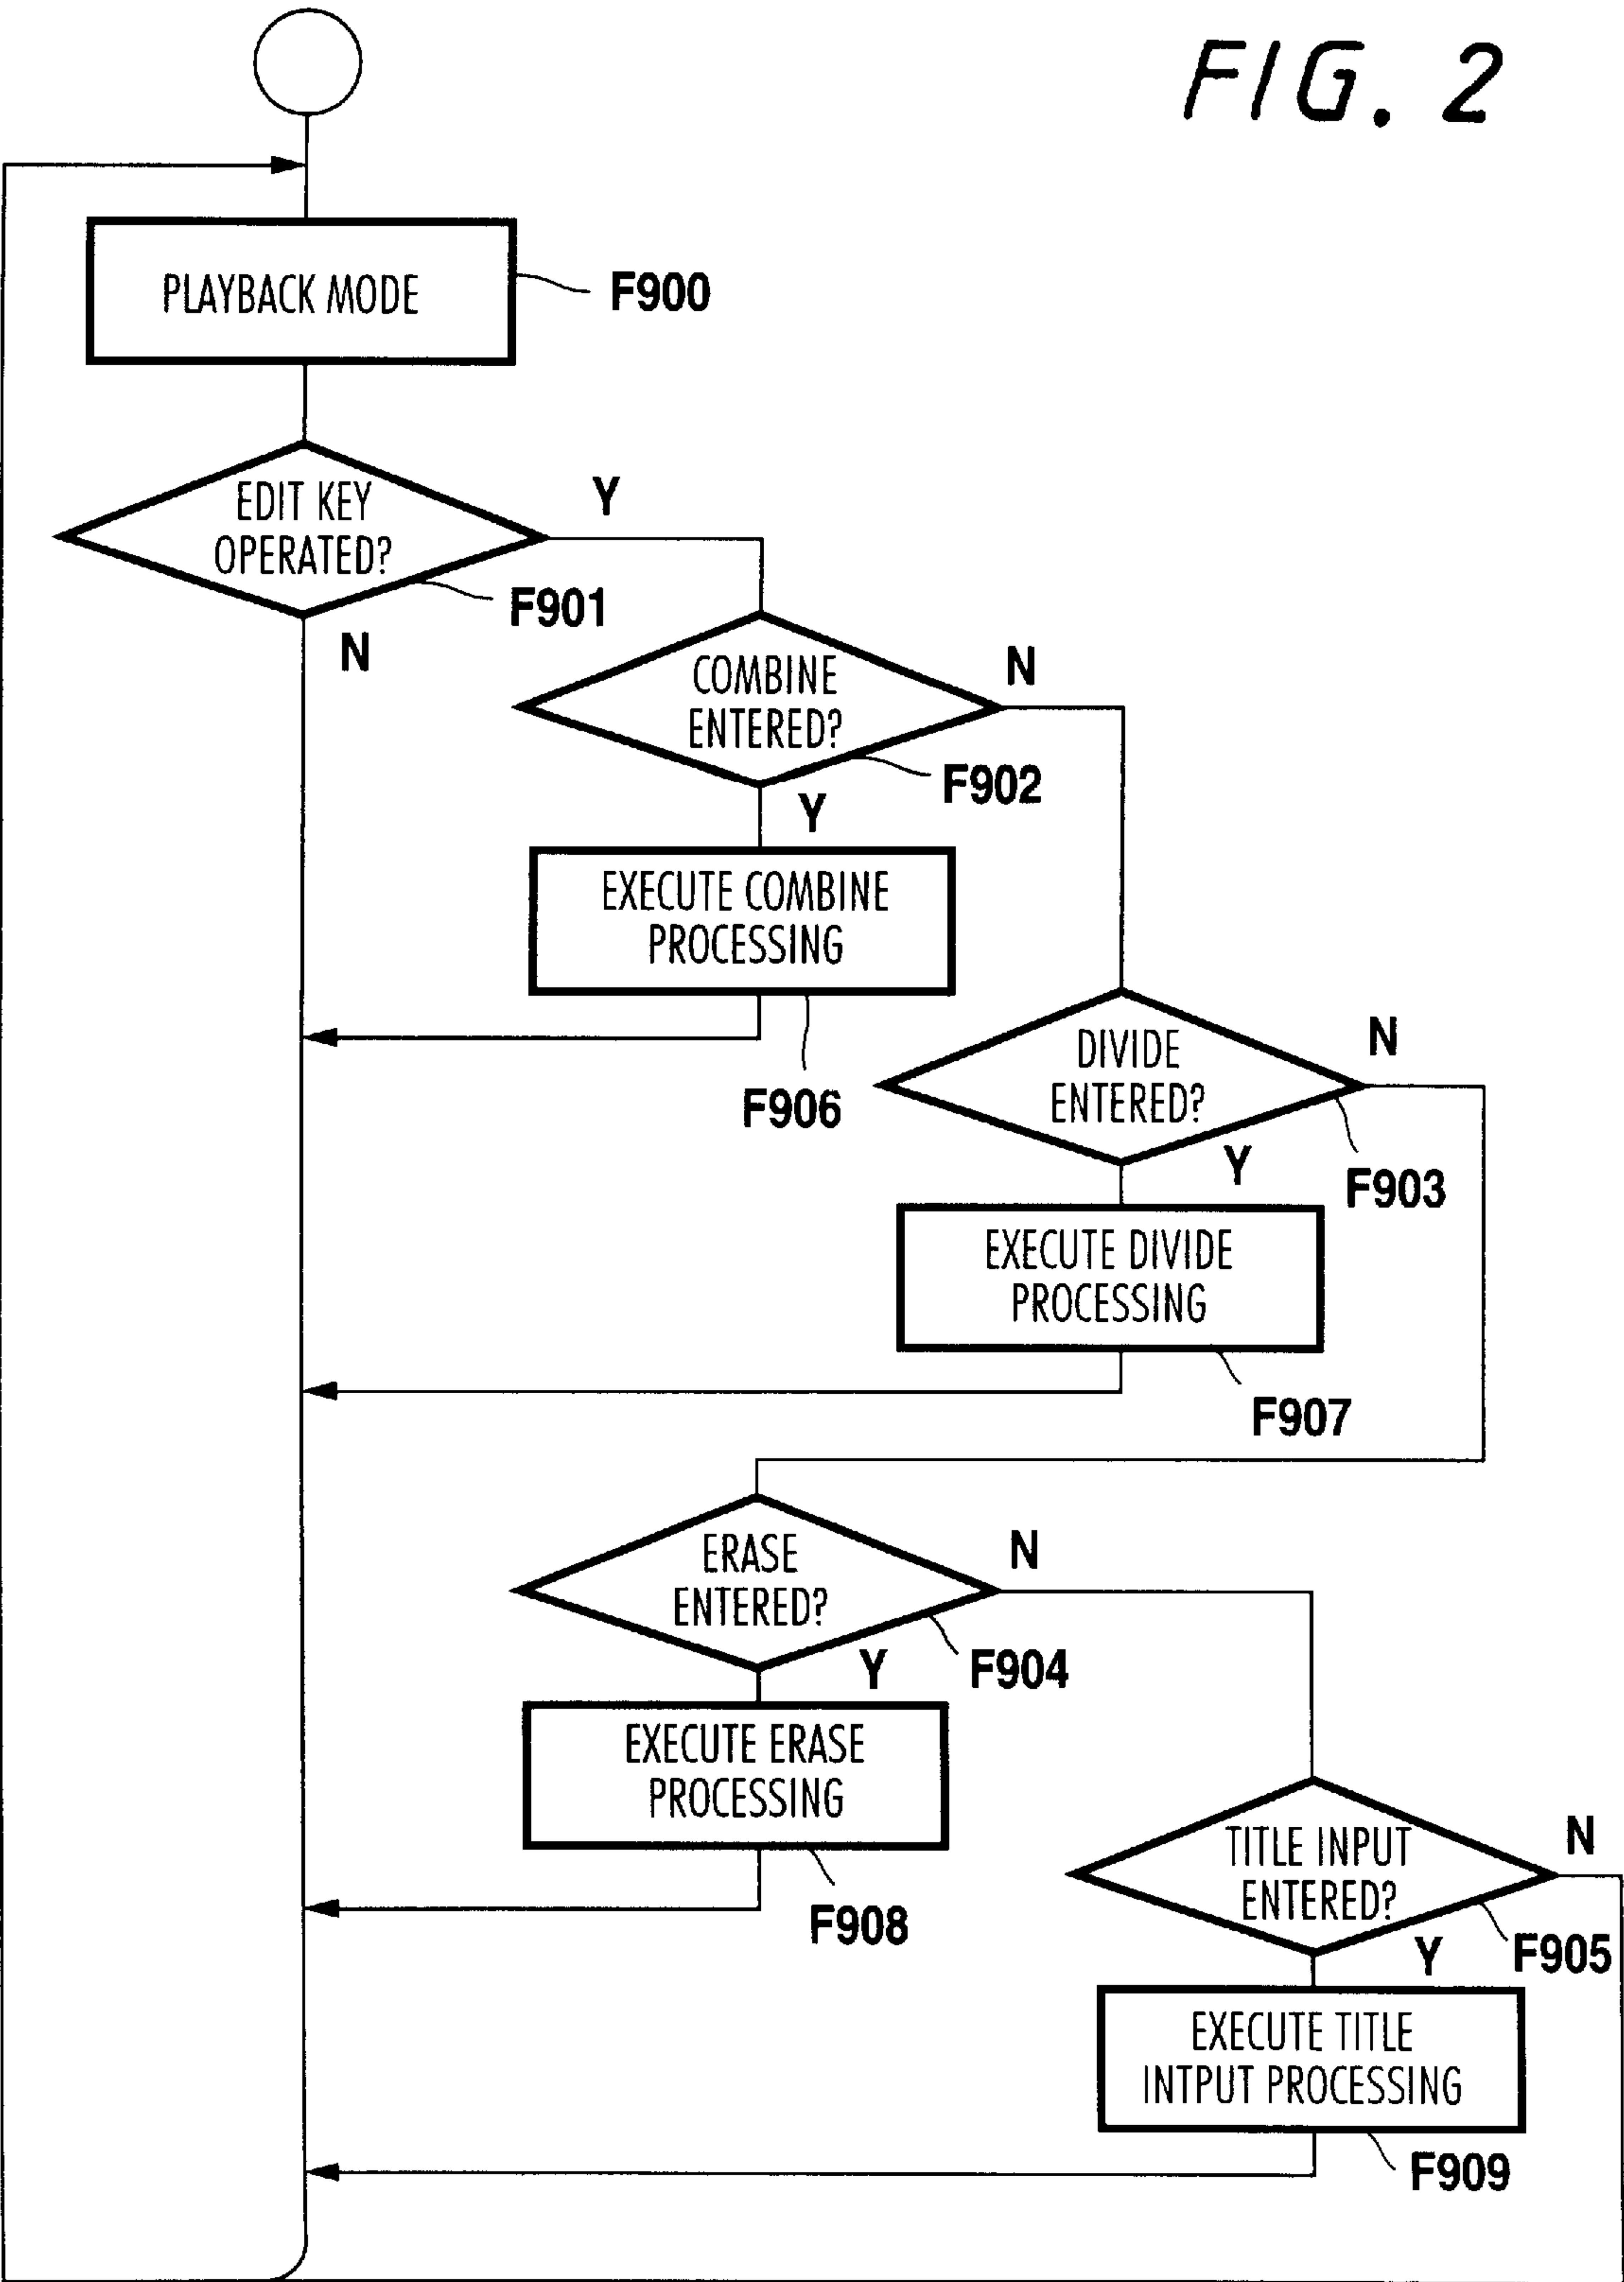 FIG. 2
PLAYBACK MODE
F900
EDIT KEY
OPERATED?
Y
F901
N
COMBINE
ENTERED?
N
F902
Y
EXECUTE COMBINE
PROCESSING
F906
DIVIDE
ENTERED?
N
F903
Y
EXECUTE DIVIDE
PROCESSING
F907
ERASE
ENTERED?
N
F904
Y
EXECUTE ERASE
PROCESSING
F908
TITLE INPUT
ENTERED?
N
F905
Y
EXECUTE TITLE
INTPUT PROCESSING
F909